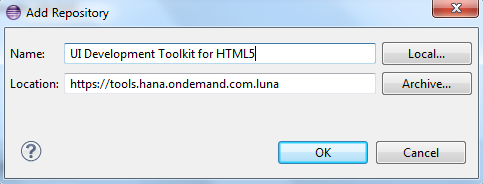 Add Repository
Name: UI Development Toolkit for HTML5 Local...
Location: https://tools.hana.ondemand.com.luna Archive...
? OK Cancel